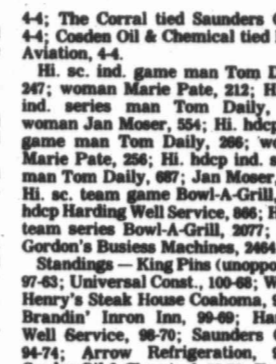 4-4; The Corral tied Saunders
4-4; Cosden Oil & Chemical tied
Aviation, 4-4.
Hi. sc. ind. game man Tom D
247; woman Marie Pate, 212; H
ind. series man Tom Daily,
woman Jan Moser, 554; Hi. hdcp
game man Tom Daily, 266; wo
Marie Pate, 256; Hi. hdcp ind. s
man Tom Daily, 687; Jan Moser,
Hi. sc. team game Bowl-A-Grill,
hdcp Harding Well Service, 866; H
team series Bowl-A-Grill, 2077;
Gordon's Busiess Machines, 2464
Standings — King Pins (unoppo
97-63; Universal Const., 100-68; W
Henry's Steak House Coahoma,
Brandin' Inron Inn, 99-69; Har
Well Service, 98-70; Saunders
94-74; Arrow Refrigeration,